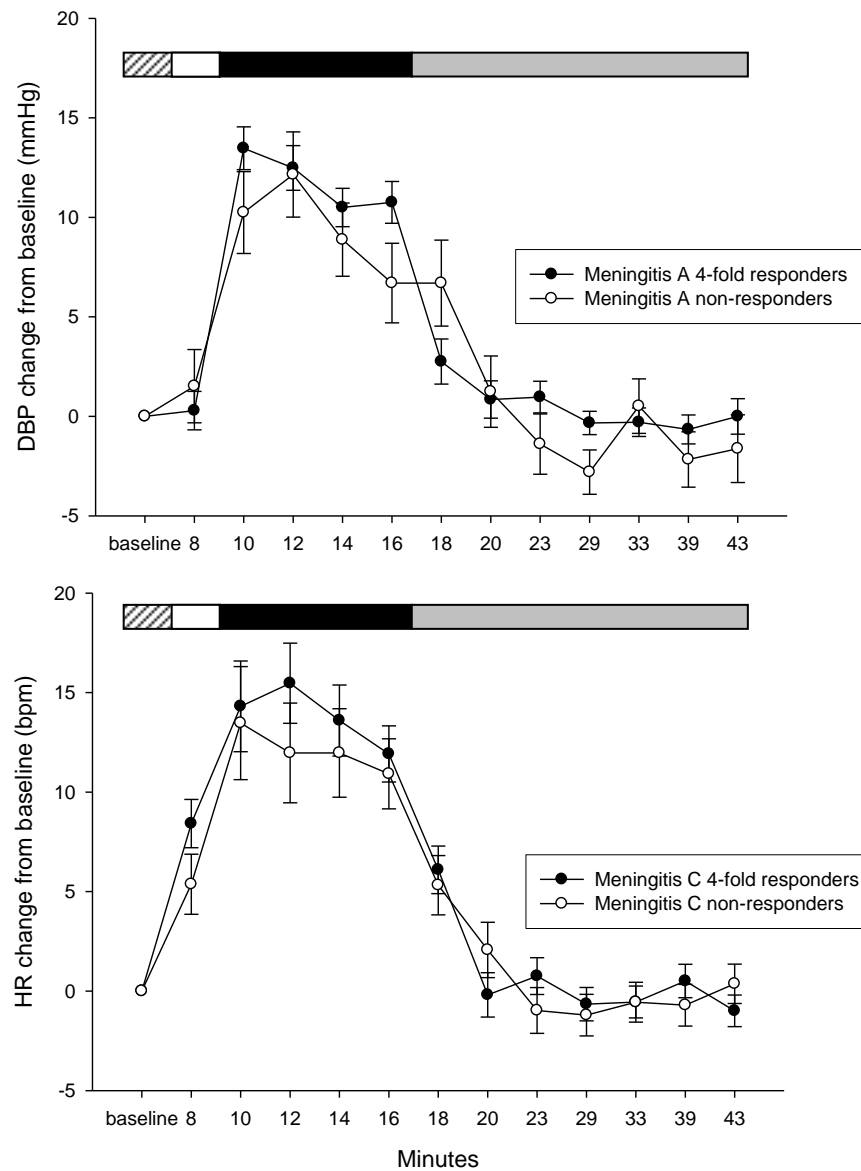 20
15
10
5
0
-5
DBP change from baseline (mmHg)
Meningitis A 4-fold responders
Meningitis A non-responders
baseline 8 10 12 14 16 18 20 23 29 33 39 43
20
15
10
5
0
-5
HR change from baseline (bpm)
Meningitis C 4-fold responders
Meningitis C non-responders
baseline 8 10 12 14 16 18 20 23 29 33 39 43
Minutes